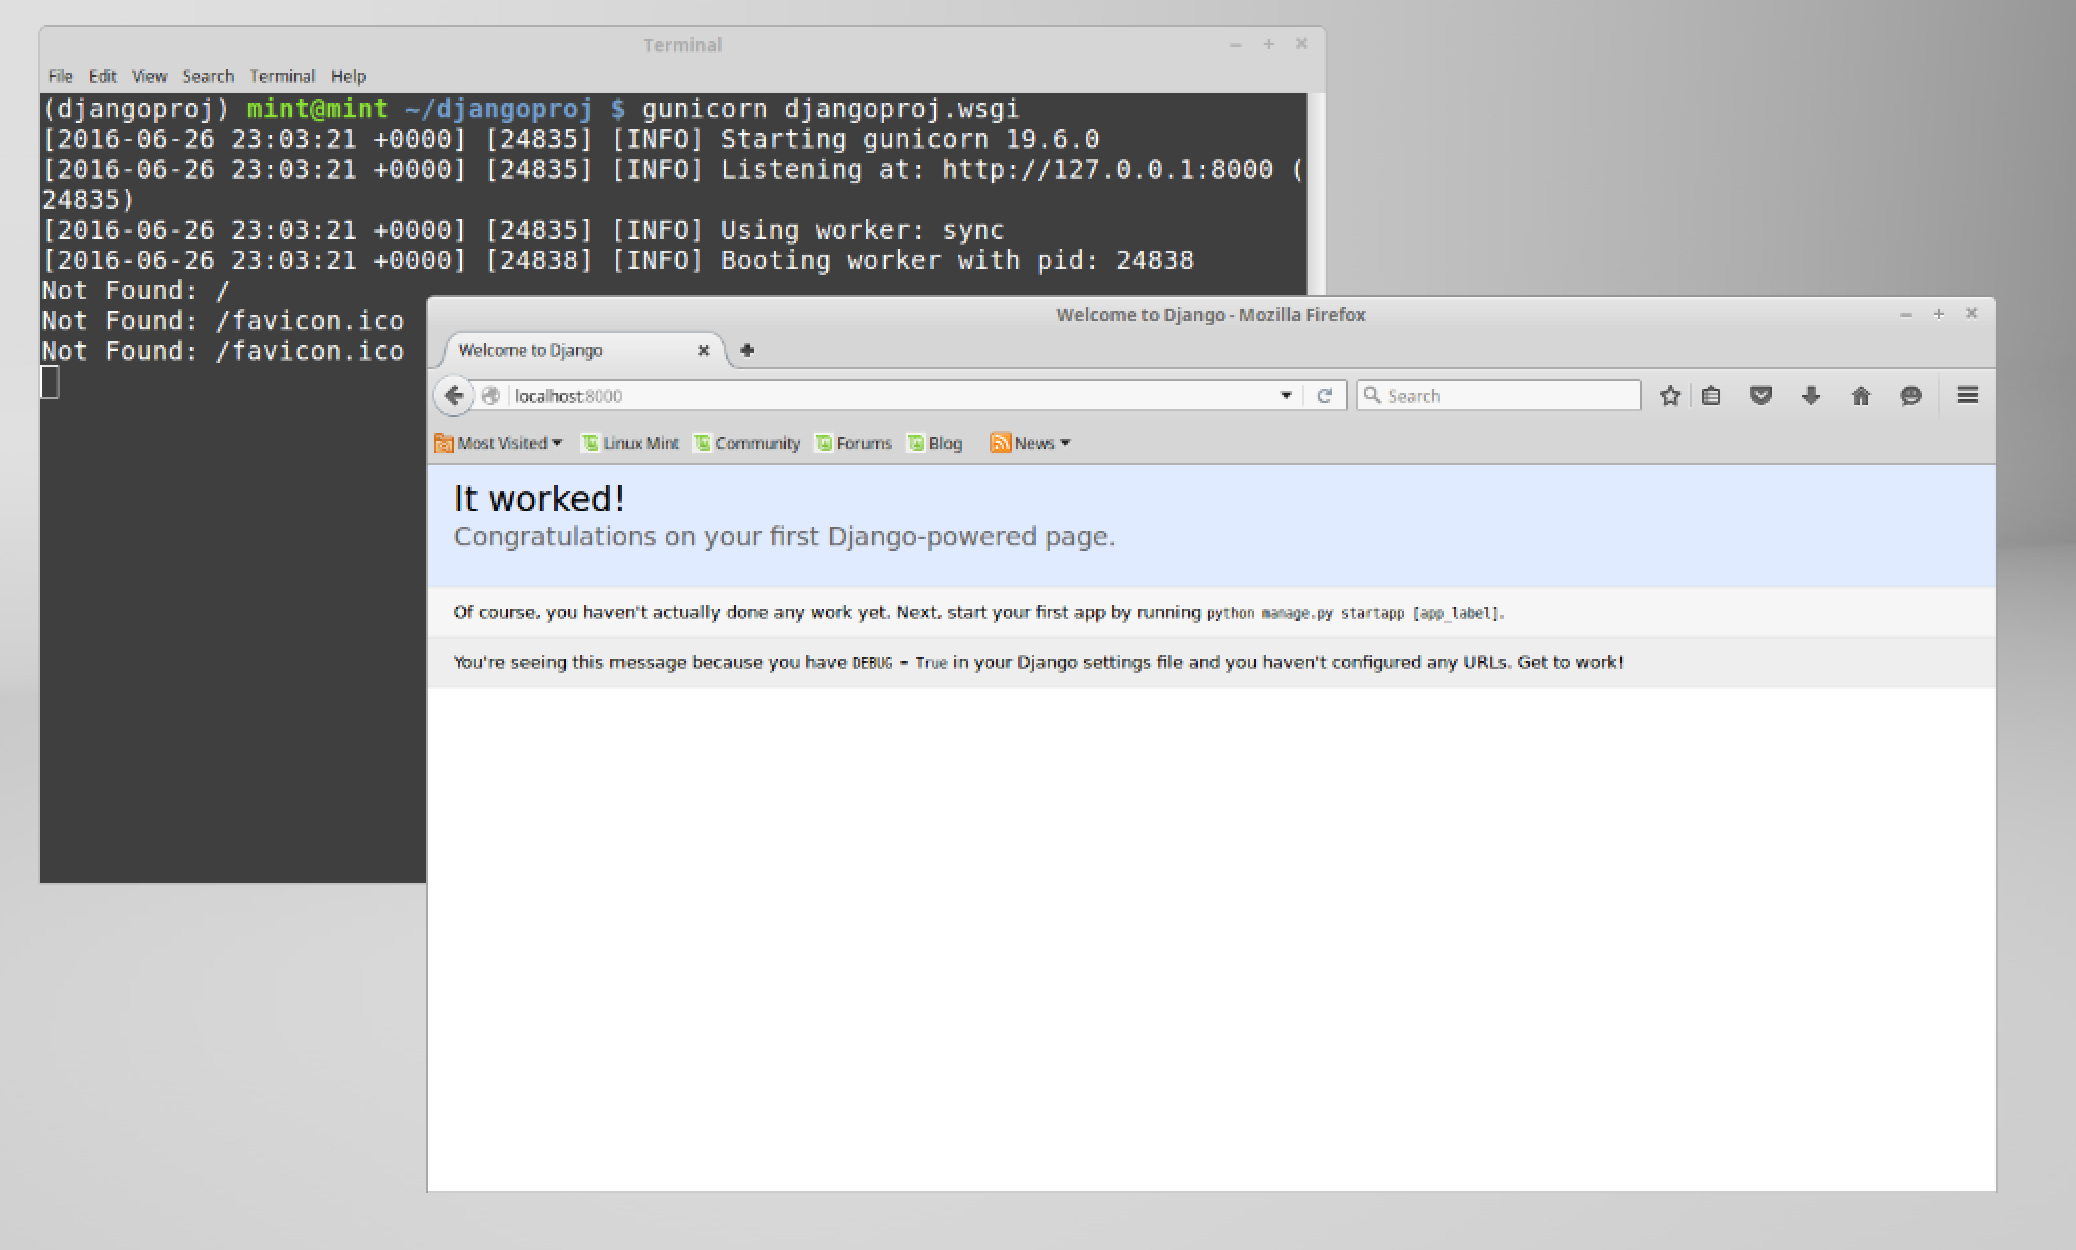 Terminal
File Edit View Search Terminal Help
(djangoproj) mint@mint ~/djangoproj $ gunicorn djangoproj.wsgi
[2016-06-26 23:03:21 +0000] [24835] [INFO] Starting gunicorn 19.6.0
[2016-06-26 23:03:21 +0000] [24835] [INFO] Listening at: http://127.0.0.1:8000 (
24835)
[2016-06-26 23:03:21 +0000] [24835] [INFO] Using worker: sync
[2016-06-26 23:03:21 +0000] [24838] [INFO] Booting worker with pid: 24838
Not Found: /
Not Found: /favicon.ico
Not Found: /favicon.ico
Welcome to Django - Mozilla Firefox
Welcome to Django
localhost:8000
Search
Most Visited Linux Mint Community Forums Blog News
It worked!
Congratulations on your first Django-powered page.
Of course, you haven't actually done any work yet. Next, start your first app by running python manage.py startapp [app_label].
You're seeing this message because you have DEBUG = True in your Django settings file and you haven't configured any URLs. Get to work!